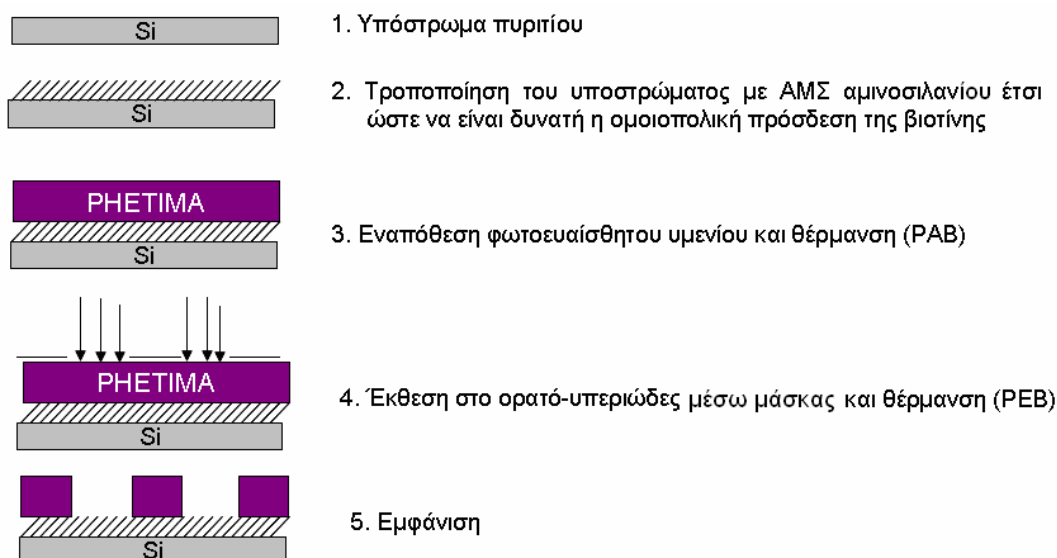 Si
1. Υπόστρωμα πυριτίου
Si
2. Τροποποίηση του υποστρώματος με ΑΜΣ αμινοσιλανίου έτσι
ώστε να είναι δυνατή η ομοιοπολική πρόσδεση της βιοτίνης
PHETIMA
Si
3. Εναπόθεση φωτοευαίσθητου υμενίου και θέρμανση (PAB)
PHETIMA
Si
4. Έκθεση στο ορατό-υπεριώδες μέσω μάσκας και θέρμανση (PEB)
5. Εμφάνιση
Si